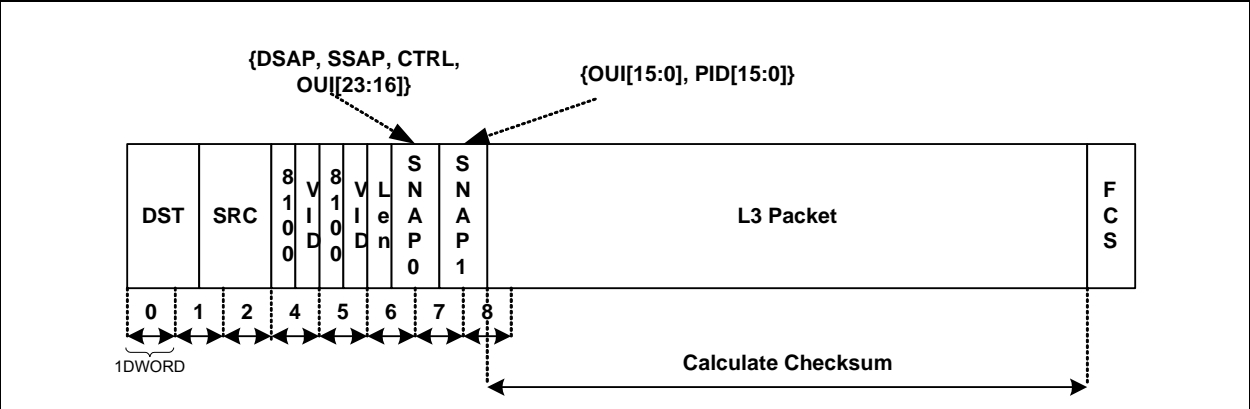 {DSAP, SSAP, CTRL,
OUI[23:16]}
{OUI[15:0], PID[15:0]}
DST
SRC
8100
VID
8100
VID
Len
SNAP0
SNAP1
L3 Packet
FCS
0 1 2 4 5 6 7 8
1DWORD
Calculate Checksum